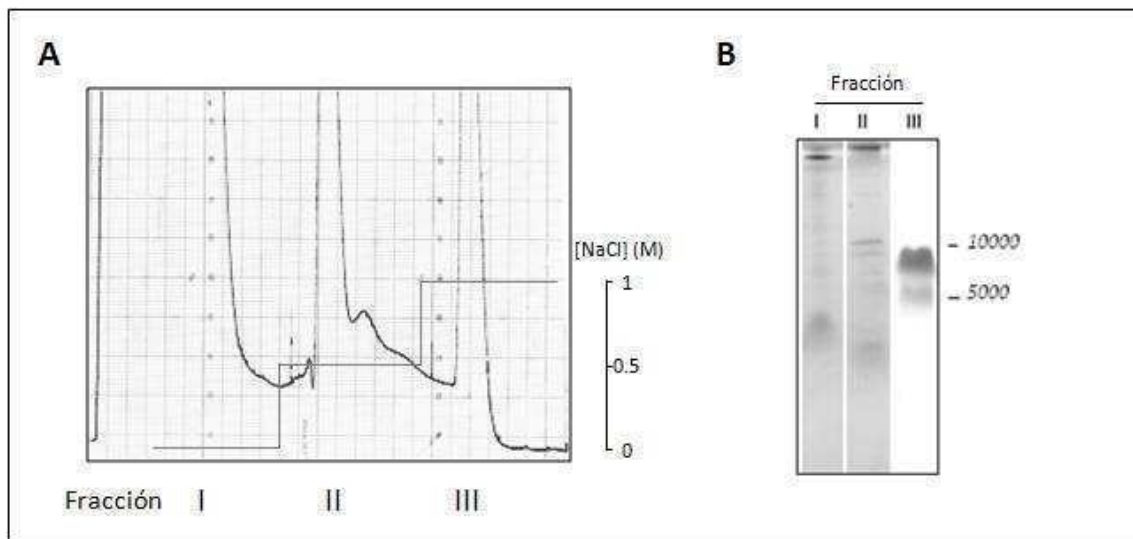 A
[NaCl] (M)
1
0.5
0
Fracción I II III
B
Fracción
I II III
10000
5000